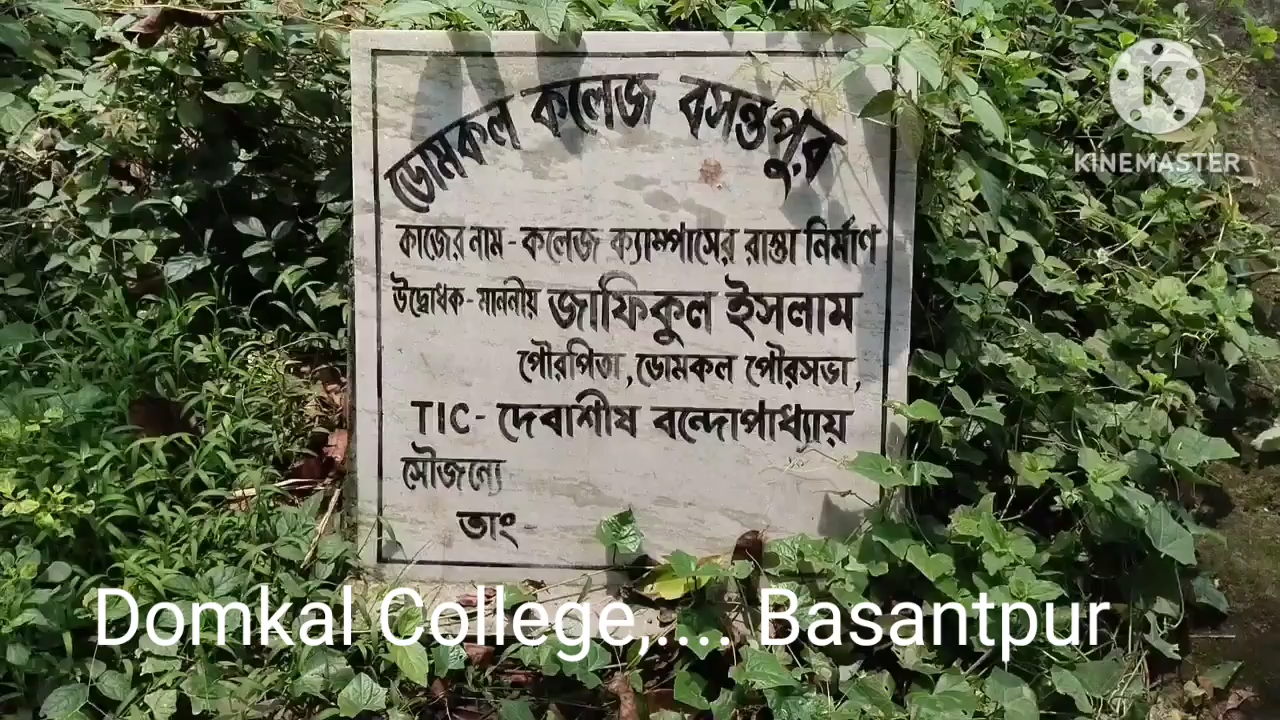 ডোমকল কলেজ বসন্তপুর
কাজের নাম - কলেজ ক্যাম্পাসের রাস্তা নির্মাণ
উদ্বোধক - মাননীয় জাফিকুল ইসলাম
পৌরপিতা, ডোমকল পৌরসভা,
TIC - দেবাশীষ বন্দোপাধ্যায়
সৌজন্যে
তাং
KINEMASTER
Domkal College,.... Basantpur